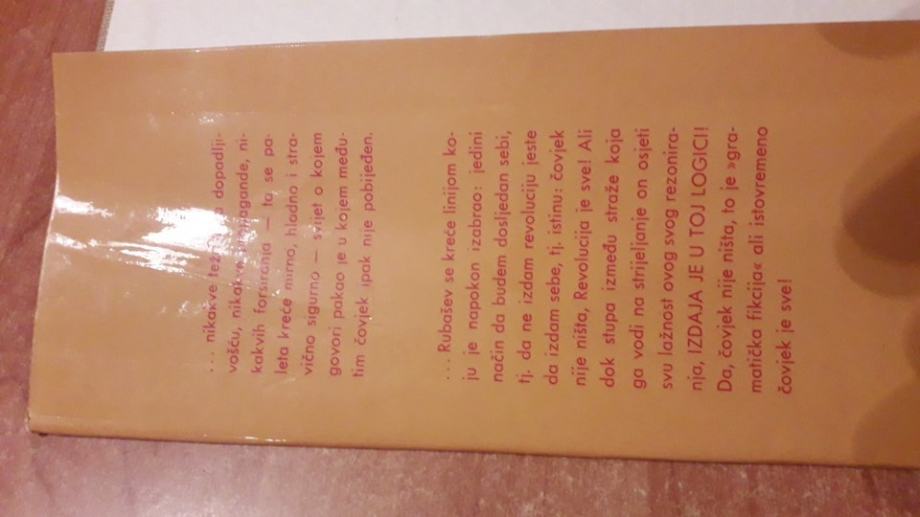 ... nikakve dopadlji-
vošću, nikakve ni-
kakvih forsiranja — ta se pa-
leta kreće mirno, hladno i stra-
vično sigurno — svijet o kojem
govori pakao je u kojem među-
tim čovjek ipak nije pobijeđen.
... Rubašev se kreće linijom ko-
ju je napokon izabrao: jedini
način da budem dosljedan sebi,
tj. da ne izdam revoluciju jeste
da izdam sebe, tj. istinu: čovjek
nije ništa, Revolucija je sve! Ali
dok stupa između straže koja
ga vodi na strijeljanje on osjeti
svu lažnost ovog svog rezonira-
nja, IZDAJA JE U TOJ LOGICI!
Da, čovjek nije ništa, to je »gra-
matička fikcija« ali istovremeno
čovjek je sve!